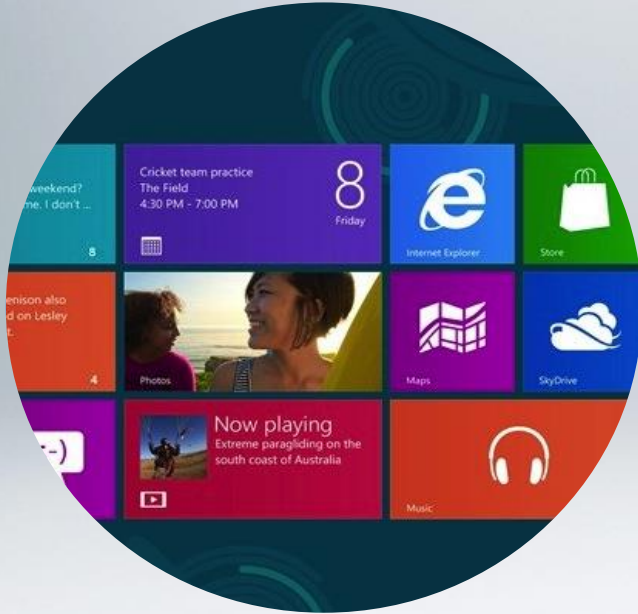 weekend?
me. I don't ...
8
Cricket team practice
The Field
4:30 PM - 7:00 PM
8
Friday
Internet Explorer
Store
enison also
d on Lesley
t.
4
Photos
Maps
SkyDrive
:-)
Now playing
Extreme paragliding on the
south coast of Australia
Music